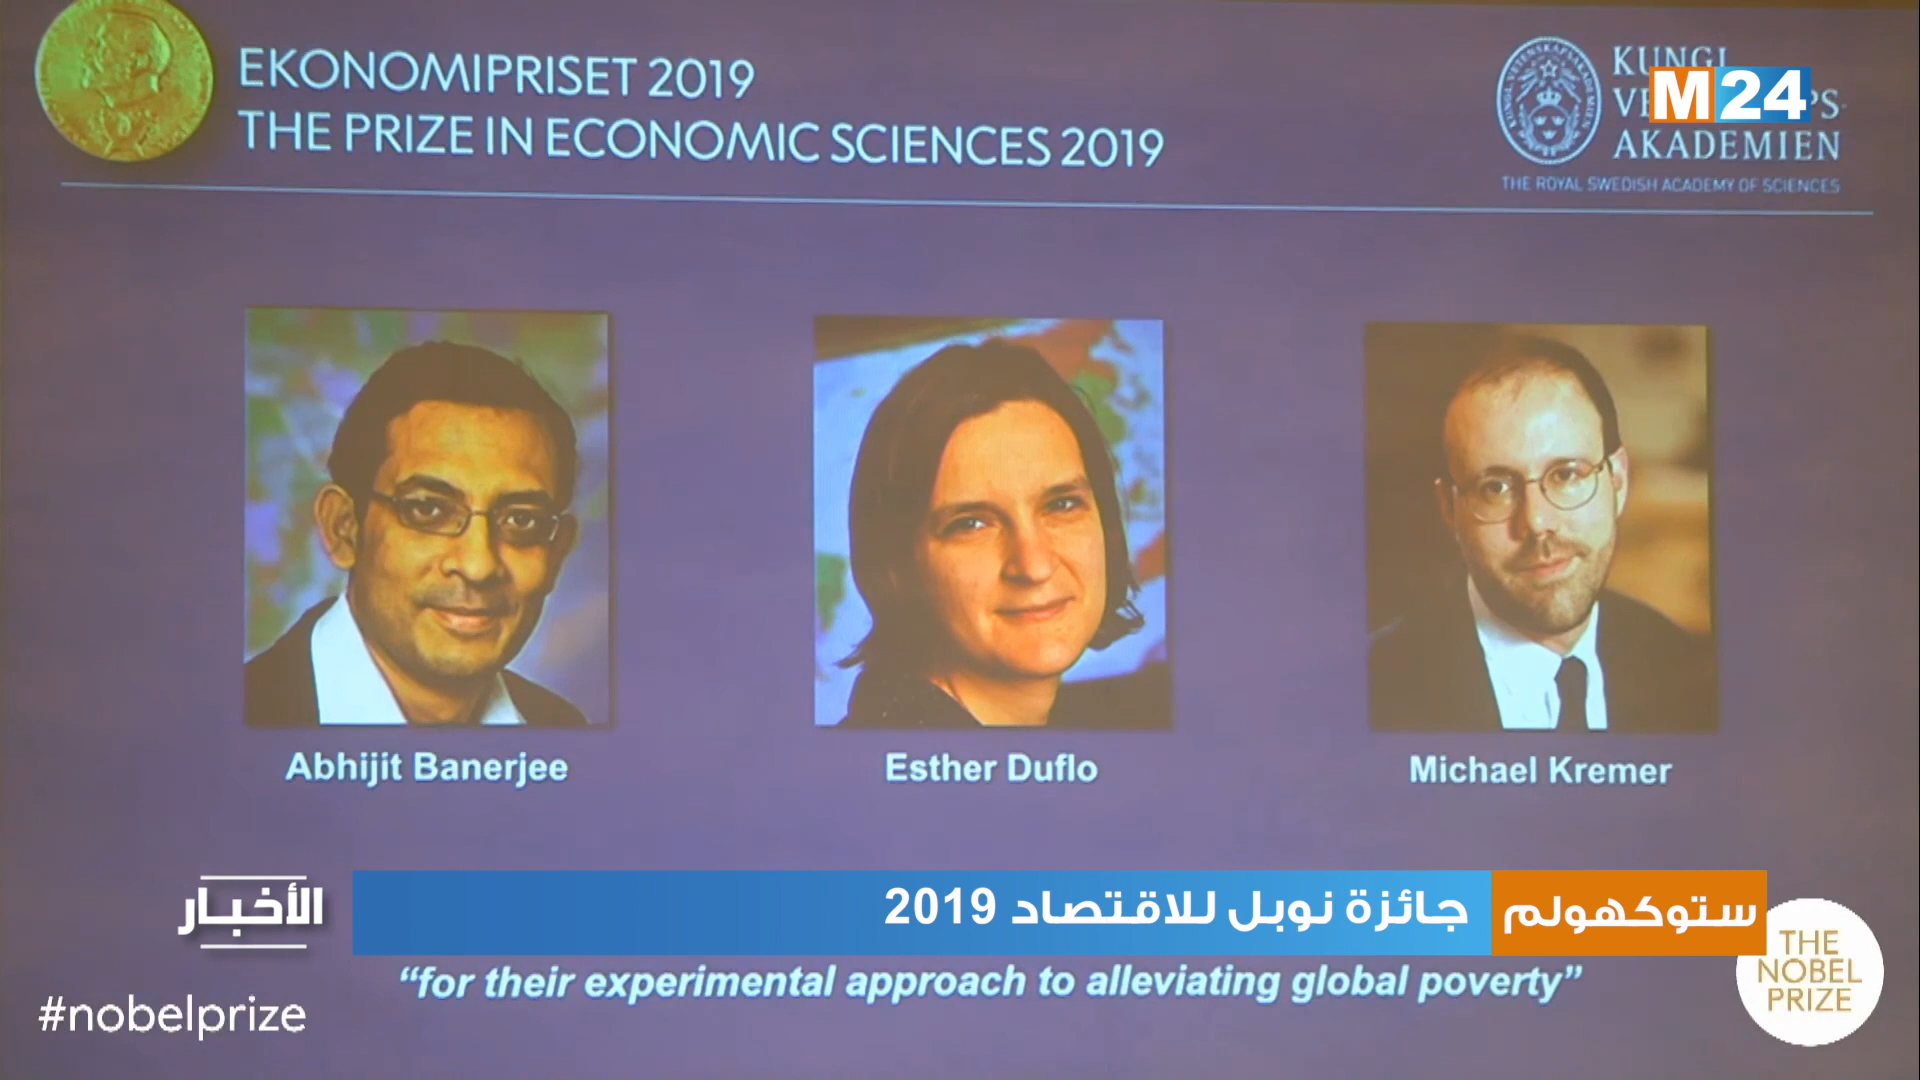 EKONOMIPRISET 2019
THE PRIZE IN ECONOMIC SCIENCES 2019
KUNGL
M24
AKADEMIEN
THE ROYAL SWEDISH ACADEMY OF SCIENCES
Abhijit Banerjee
Esther Duflo
Michael Kremer
ستوكهولم
جائزة نوبل للاقتصاد 2019
الأخبار
“for their experimental approach to alleviating global poverty”
#nobelprize
THE
NOBEL
PRIZE